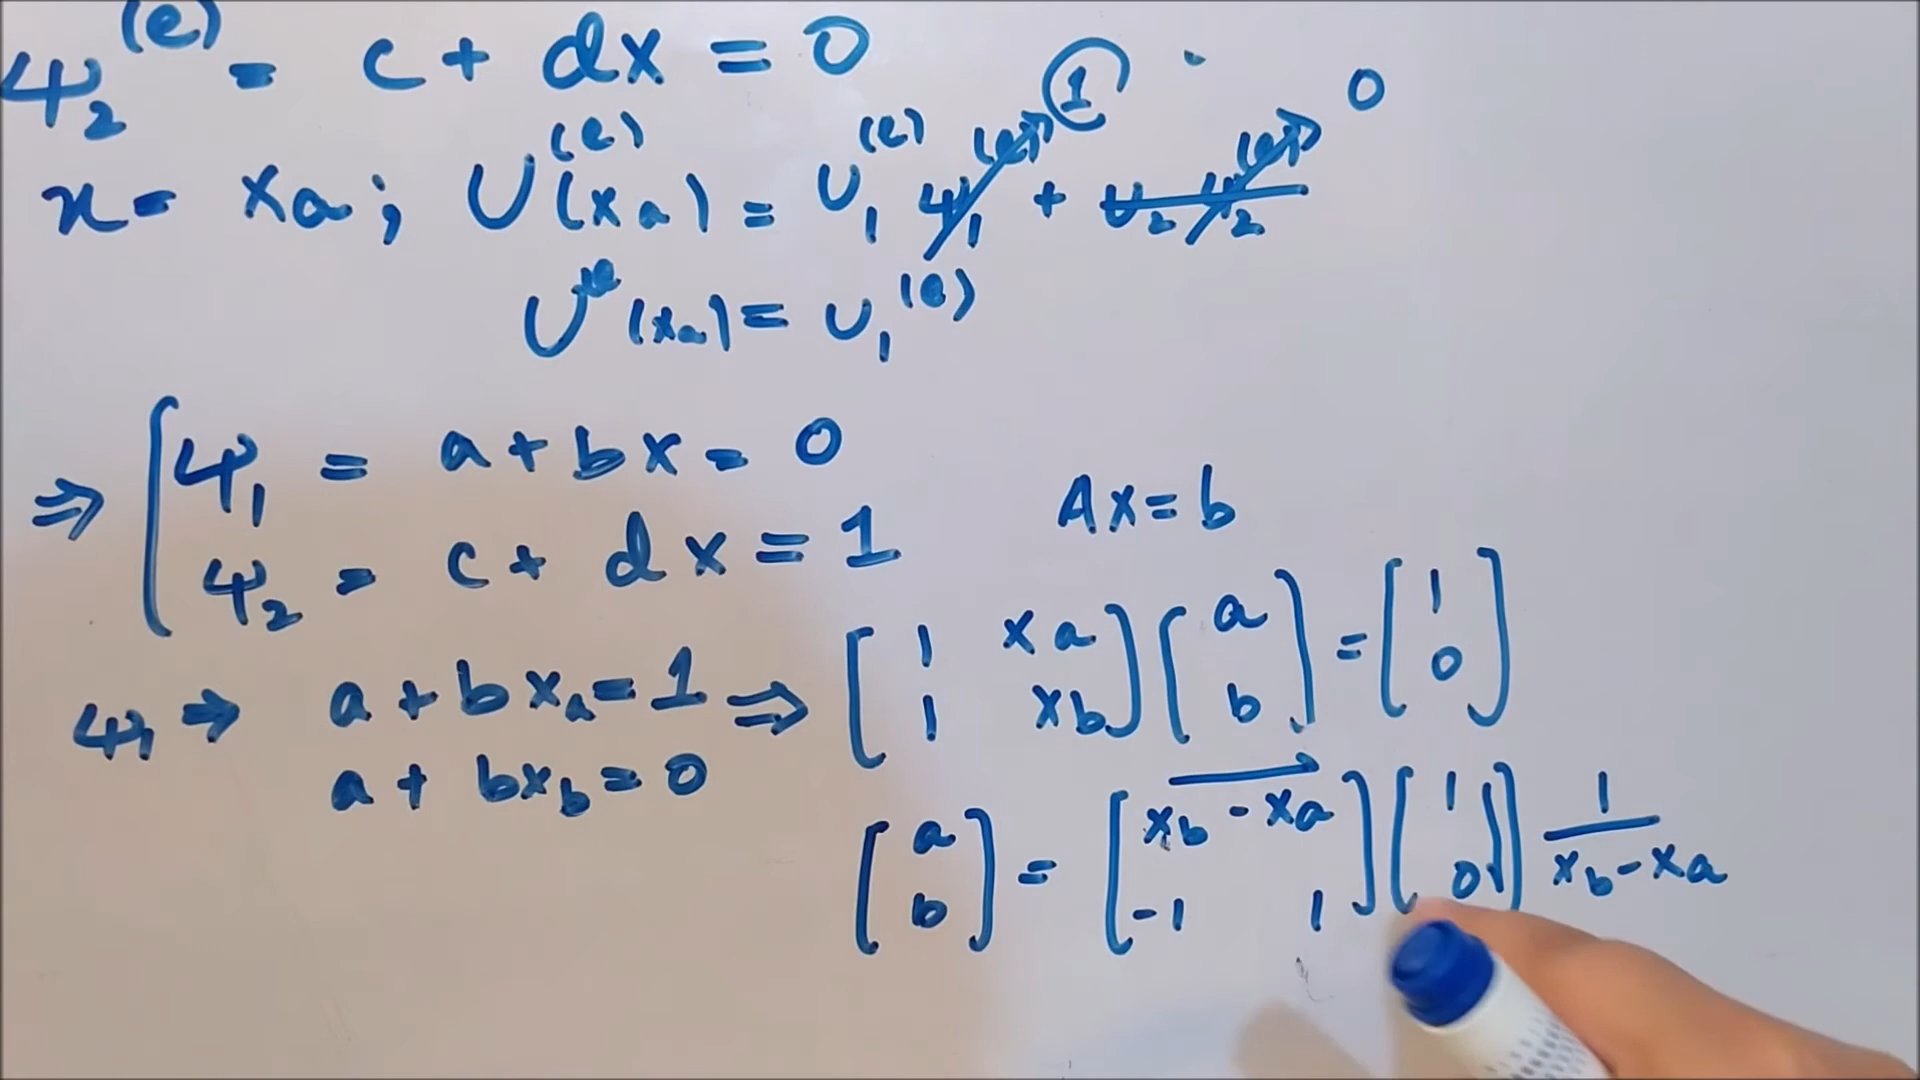 ψ₂^(e) = c + dx = 0
x = xa; U^(e)(xa) = U₁^(e) ψ₁^(e) + U₂ ψ₂^(e) 1 0
U^e(xa) = U₁^(e)
⇒ [ ψ₁ = a + bx = 0
ψ₂ = c + dx = 1
Ax = b
ψ₁ → a + bxa = 1 ⇒ [ 1 xa
1 xb ] [ a
b ] = [ 1
0 ]
a + bxb = 0
[ a
b ] = [ xb - xa
-1 1 ] [ 1
0 ] 1
xb - xa